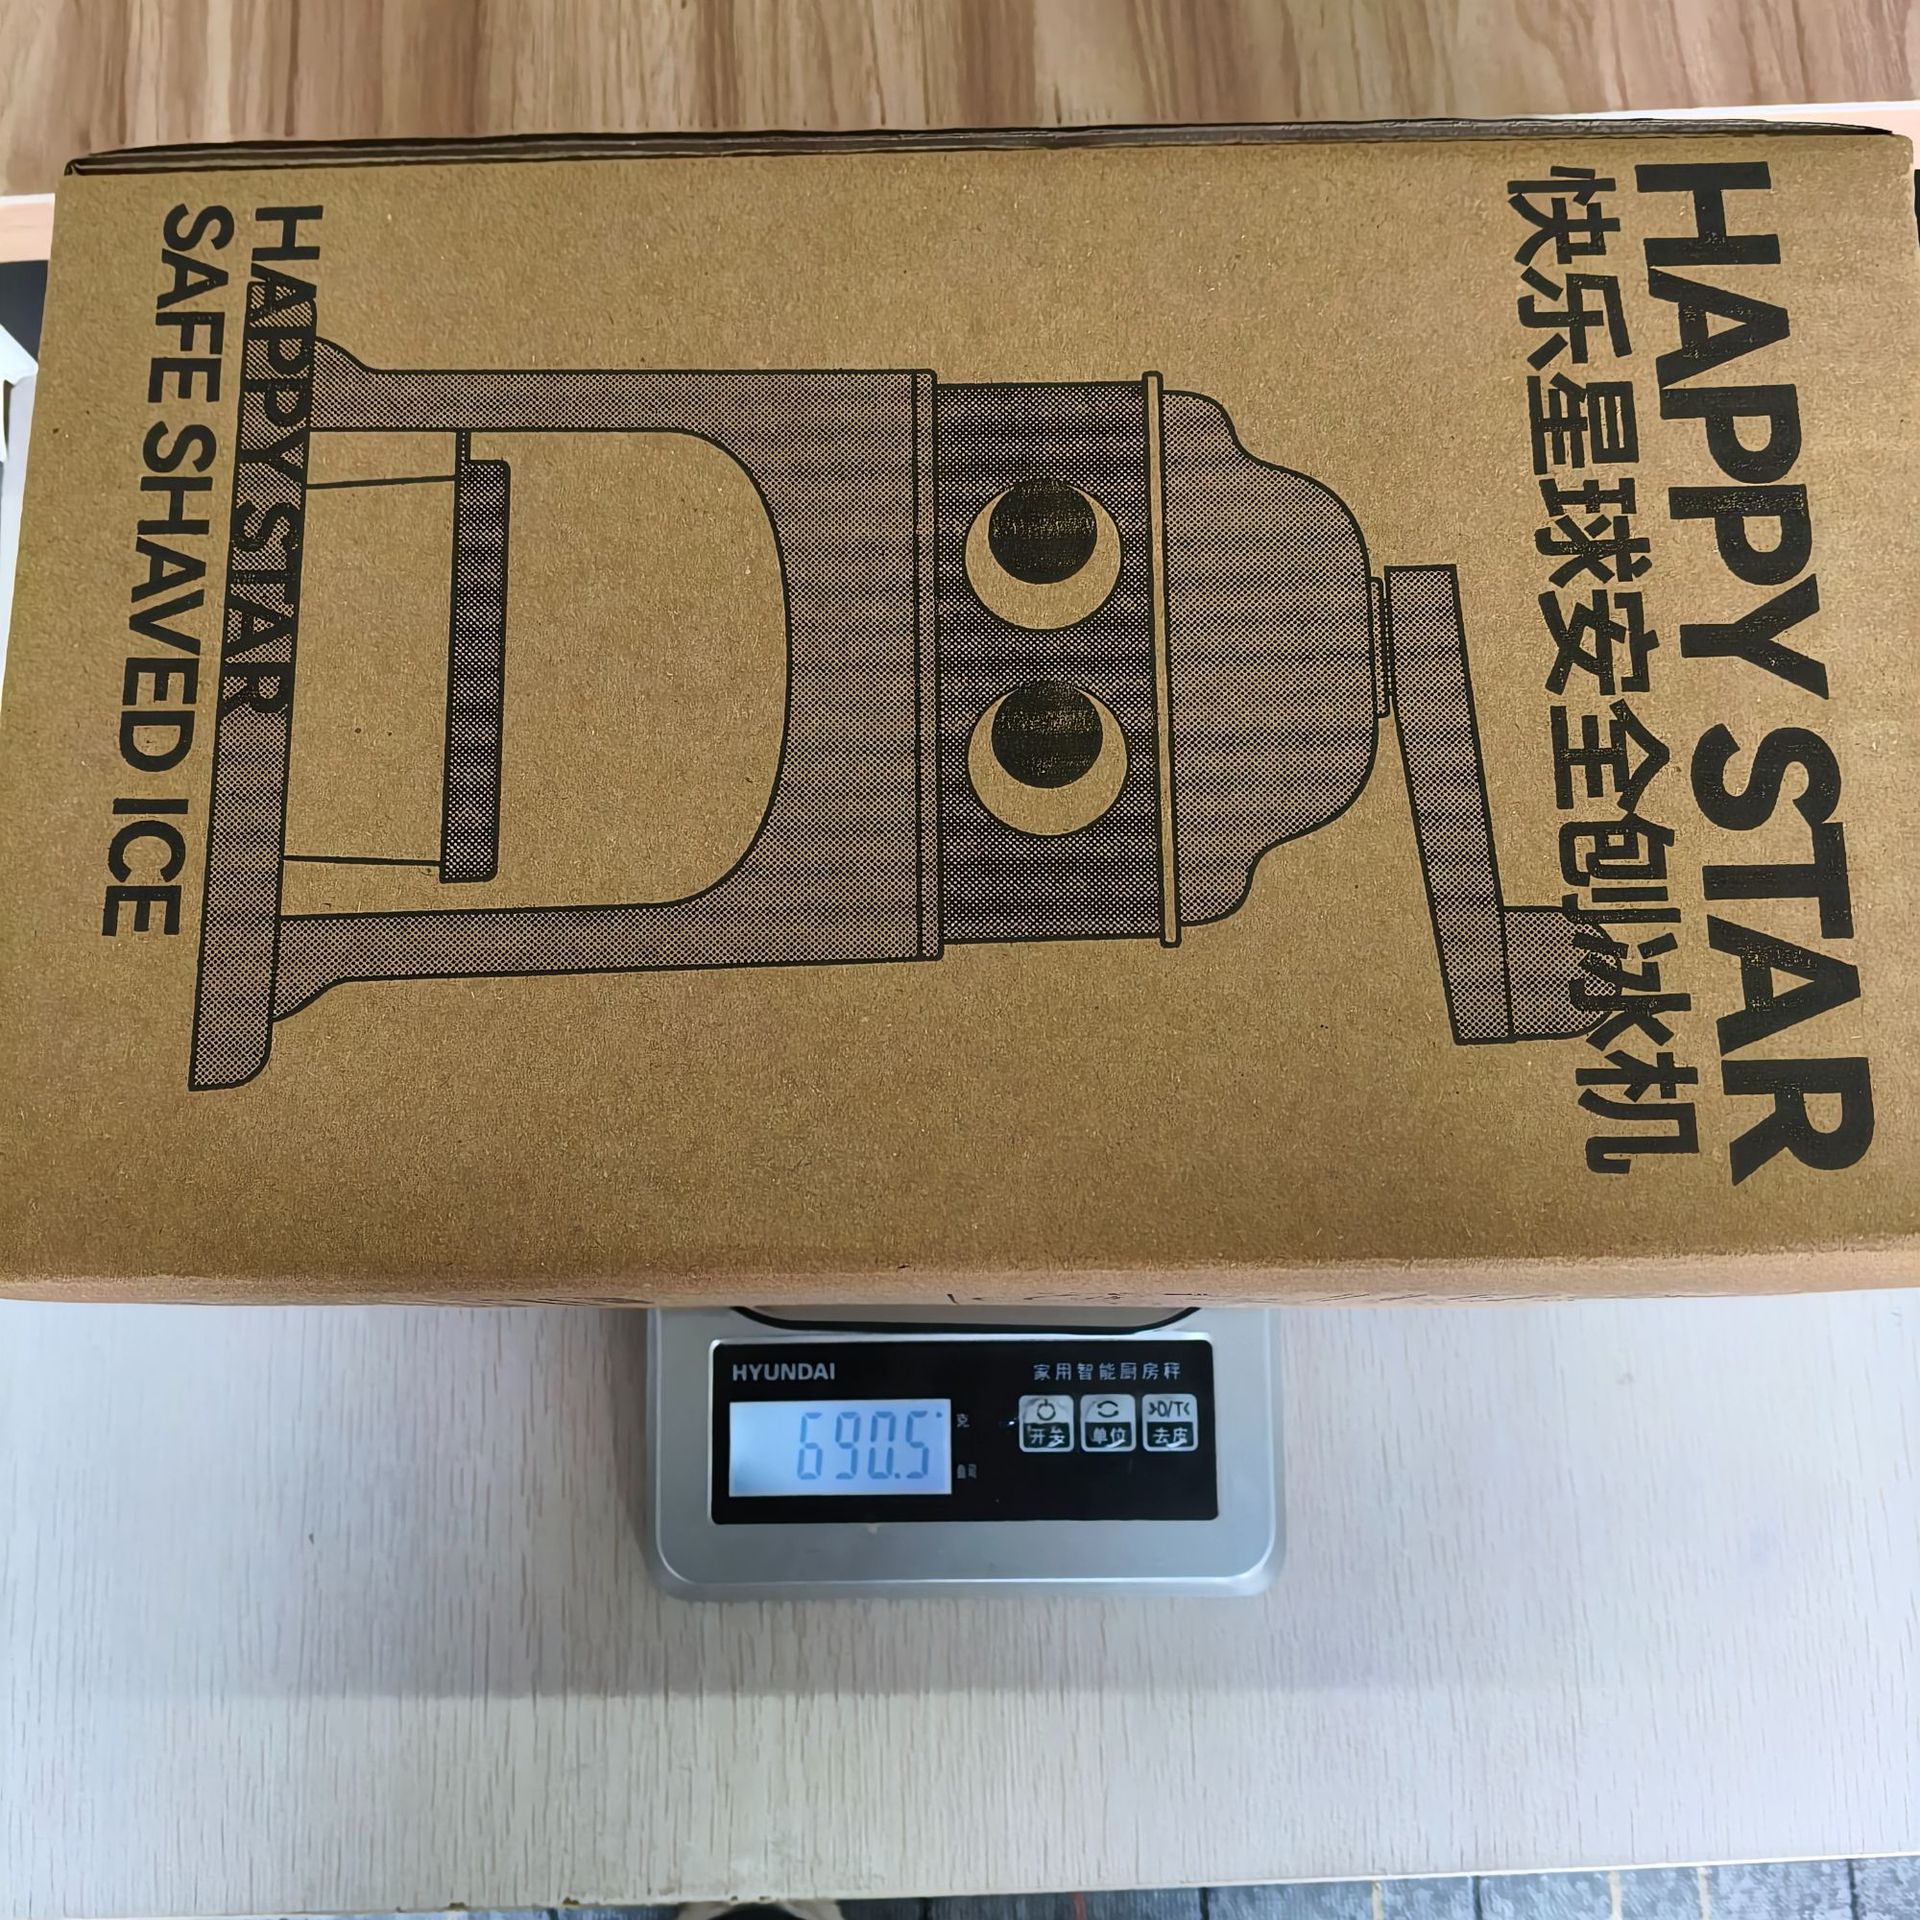 HAPPY STAR
快乐星球安全刨冰机
HAPPY STAR
SAFE SHAVED ICE
HYUNDAI
家用智能厨房秤
690.5
克
开关
单位
>0/T<
去皮